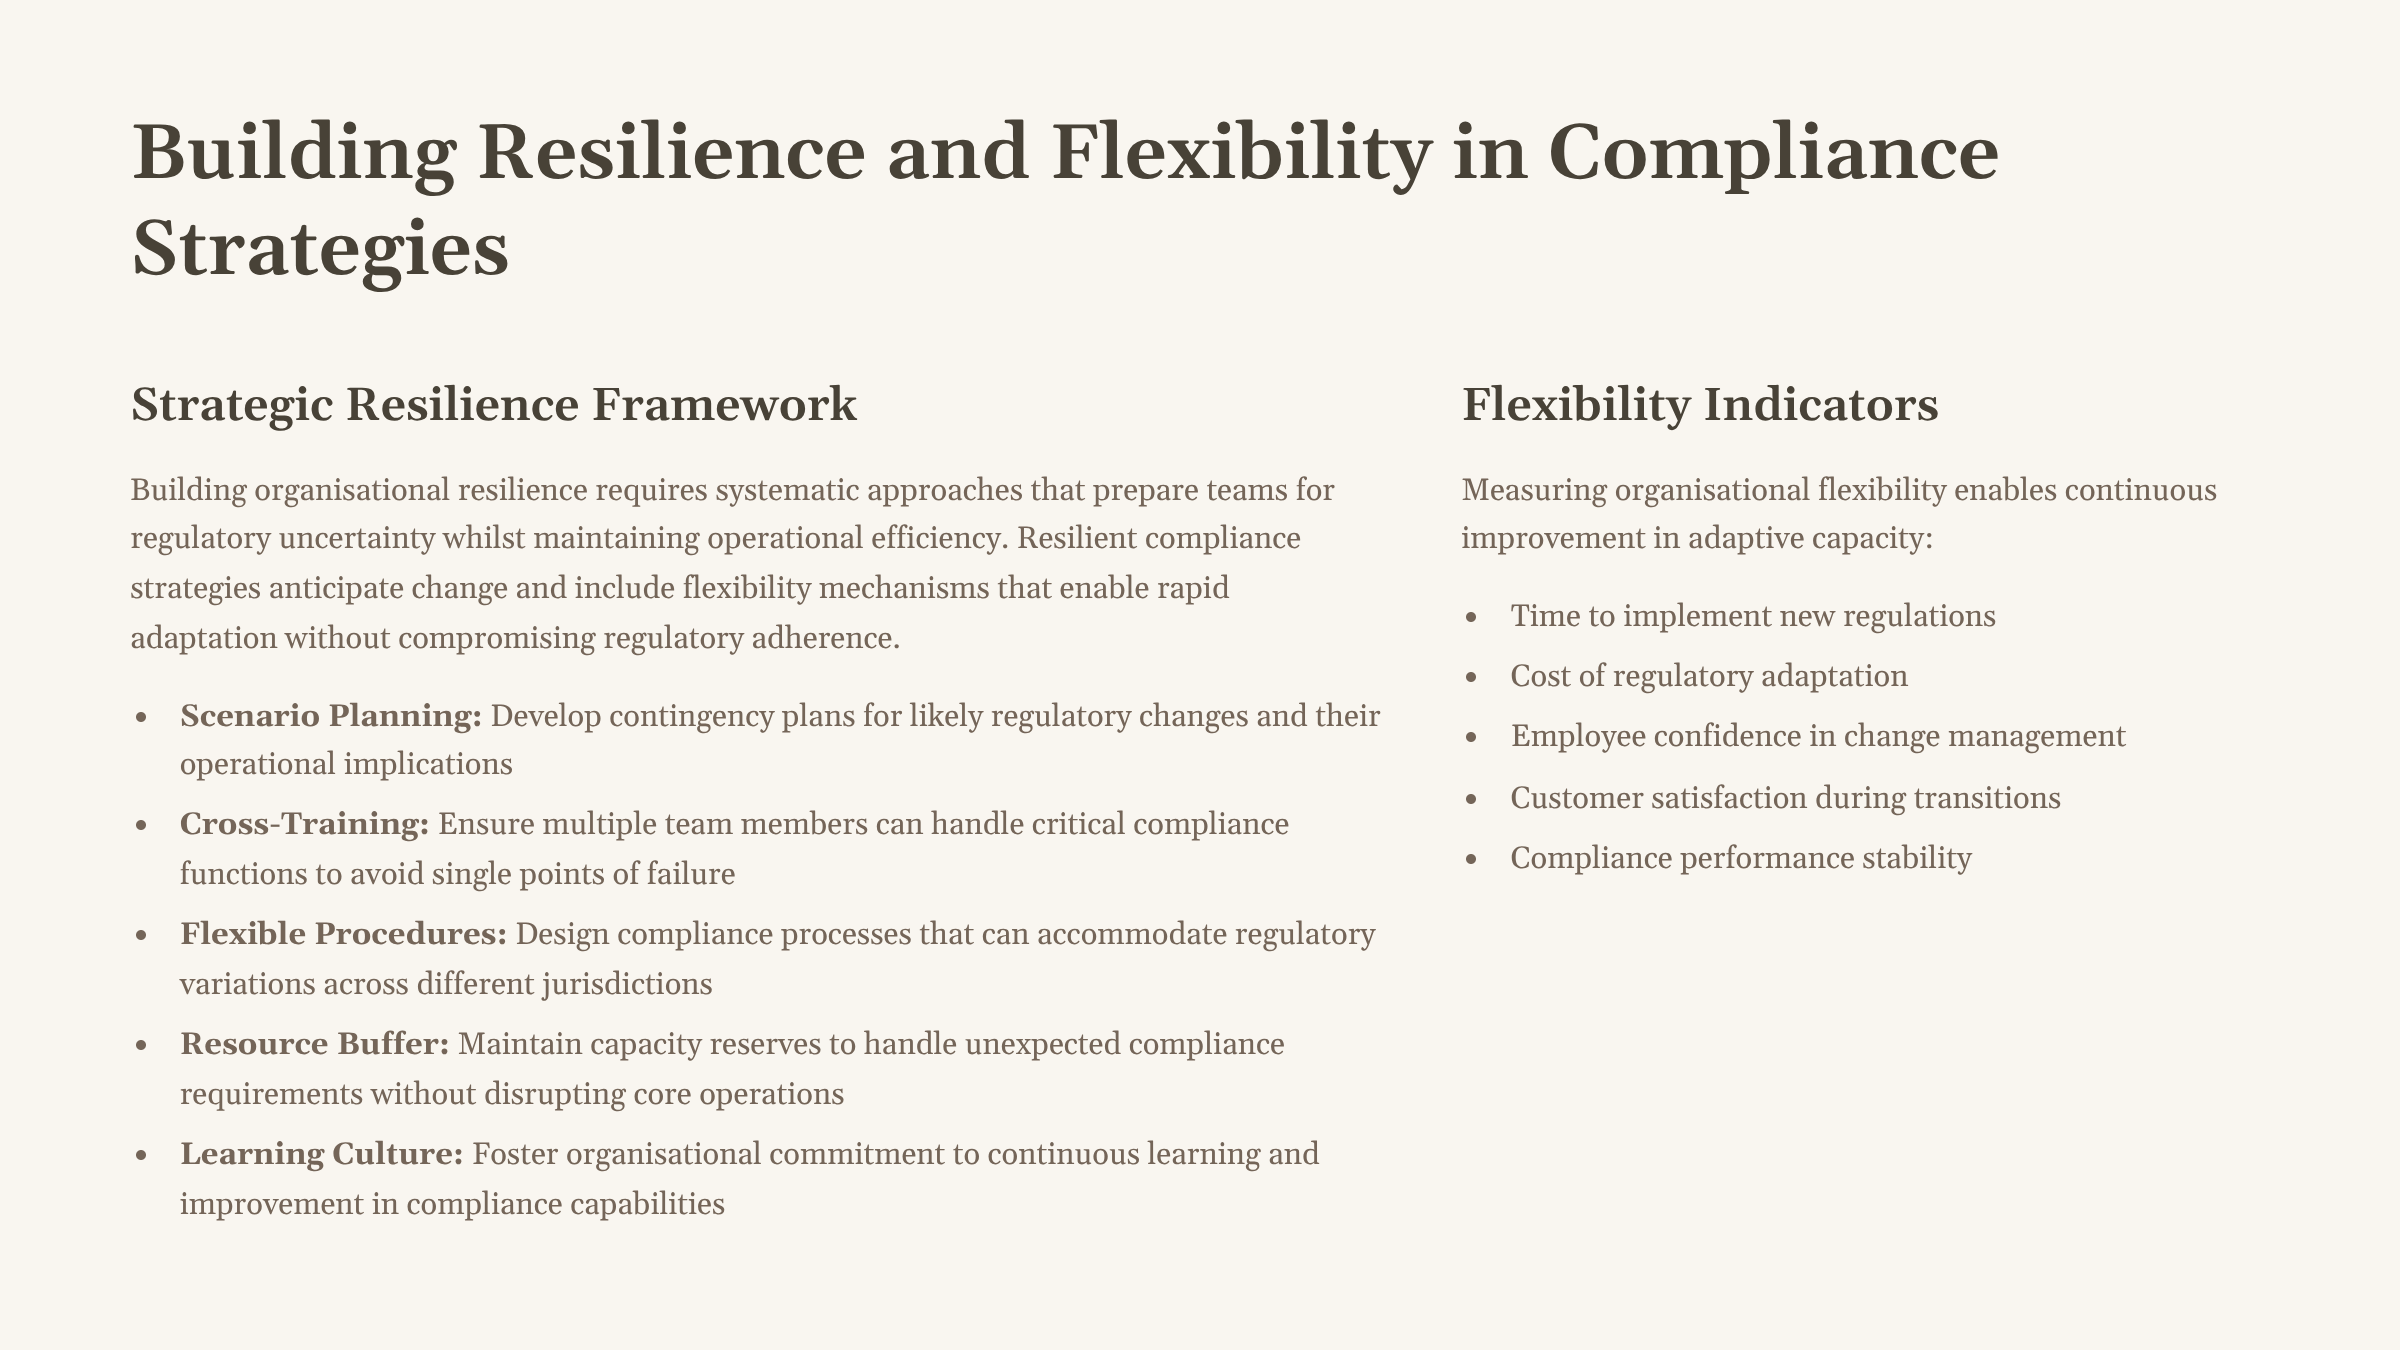 Building Resilience and Flexibility in Compliance
Strategies
Strategic Resilience Framework
Building organisational resilience requires systematic approaches that prepare teams for
regulatory uncertainty whilst maintaining operational efficiency. Resilient compliance
strategies anticipate change and include flexibility mechanisms that enable rapid
adaptation without compromising regulatory adherence.
• Scenario Planning: Develop contingency plans for likely regulatory changes and their
operational implications
• Cross-Training: Ensure multiple team members can handle critical compliance
functions to avoid single points of failure
• Flexible Procedures: Design compliance processes that can accommodate regulatory
variations across different jurisdictions
• Resource Buffer: Maintain capacity reserves to handle unexpected compliance
requirements without disrupting core operations
• Learning Culture: Foster organisational commitment to continuous learning and
improvement in compliance capabilities
Flexibility Indicators
Measuring organisational flexibility enables continuous
improvement in adaptive capacity:
• Time to implement new regulations
• Cost of regulatory adaptation
• Employee confidence in change management
• Customer satisfaction during transitions
• Compliance performance stability